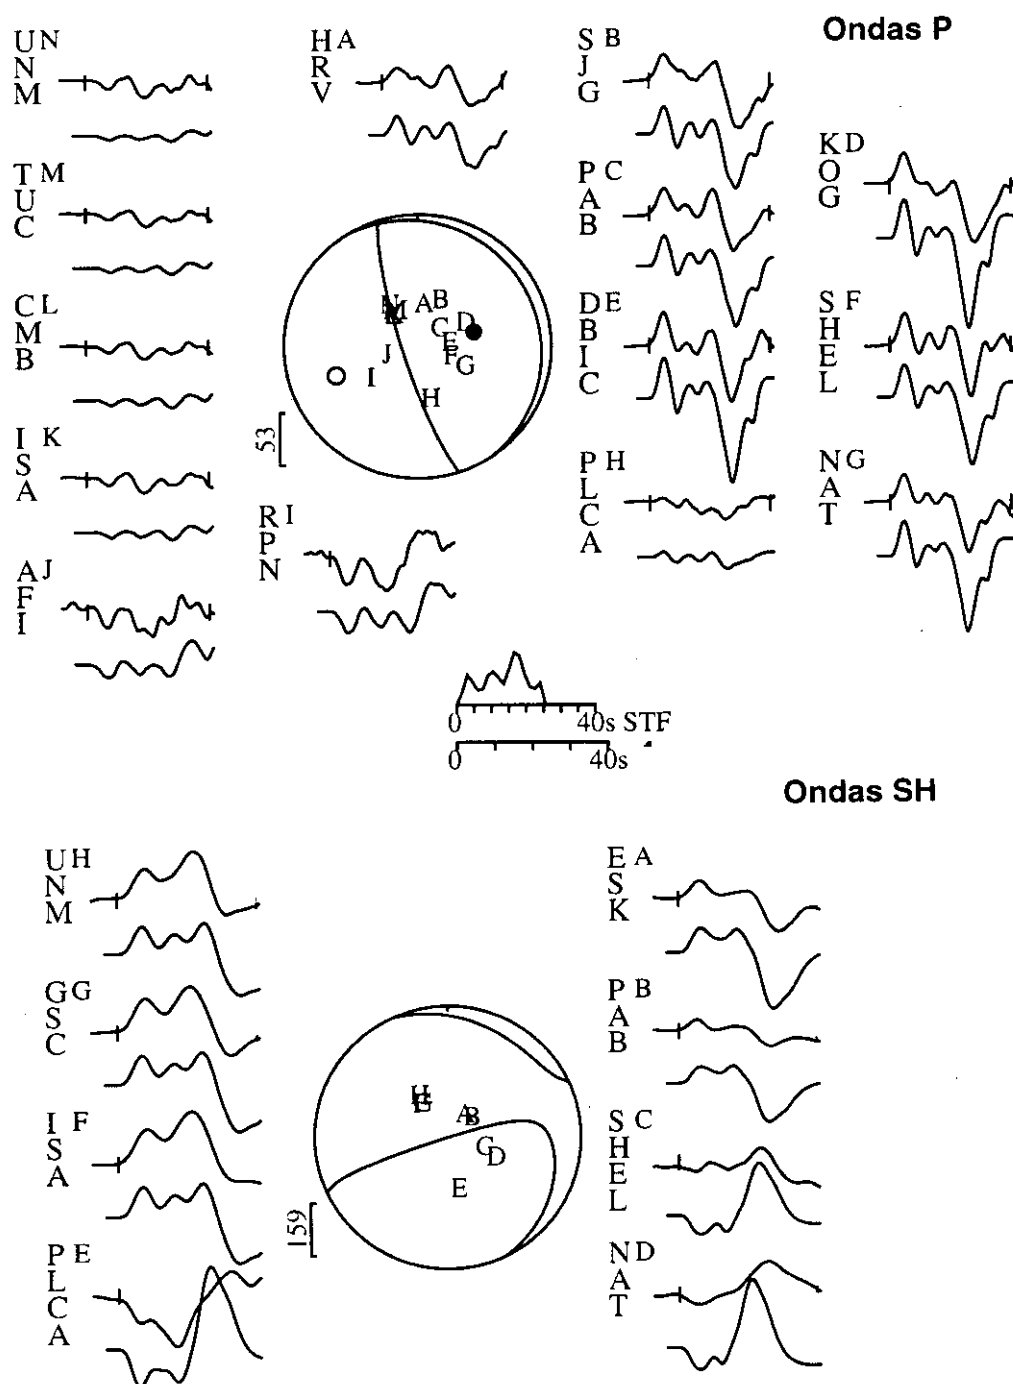 Ondas P
UNM N
HRV A
SJG B
KOG D
TUC M
PAB C
CMB L
DBIC E
SHEL F
ISA K
PLCA H
NAT G
RPN I
AFI J
N M A B
C D
E
J F G
I
H
53
0 40s STF
0 40s
Ondas SH
UNM H
ESK A
GSC G
PAB B
ISA F
SHEL C
PLCA E
NAT D
H
A B
C D
E
159